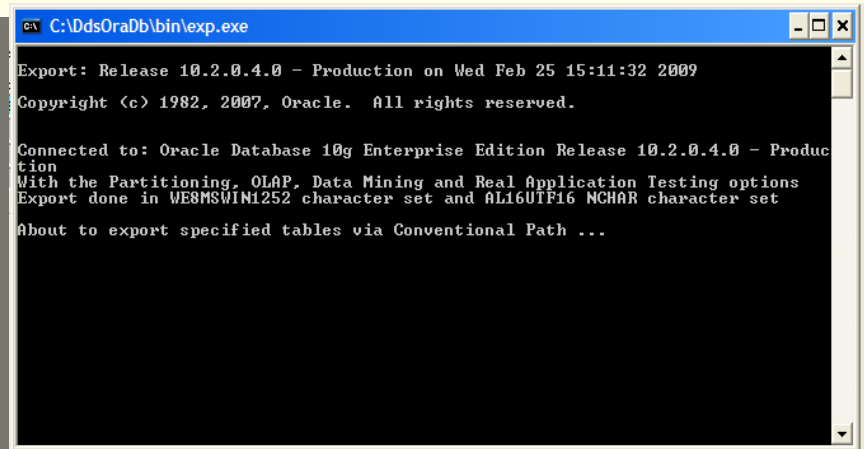 C:\DdsOraDb\bin\exp.exe
Export: Release 10.2.0.4.0 - Production on Wed Feb 25 15:11:32 2009
Copyright (c) 1982, 2007, Oracle.  All rights reserved.
Connected to: Oracle Database 10g Enterprise Edition Release 10.2.0.4.0 - Produc
tion
With the Partitioning, OLAP, Data Mining and Real Application Testing options
Export done in WE8MSWIN1252 character set and AL16UTF16 NCHAR character set
About to export specified tables via Conventional Path ...